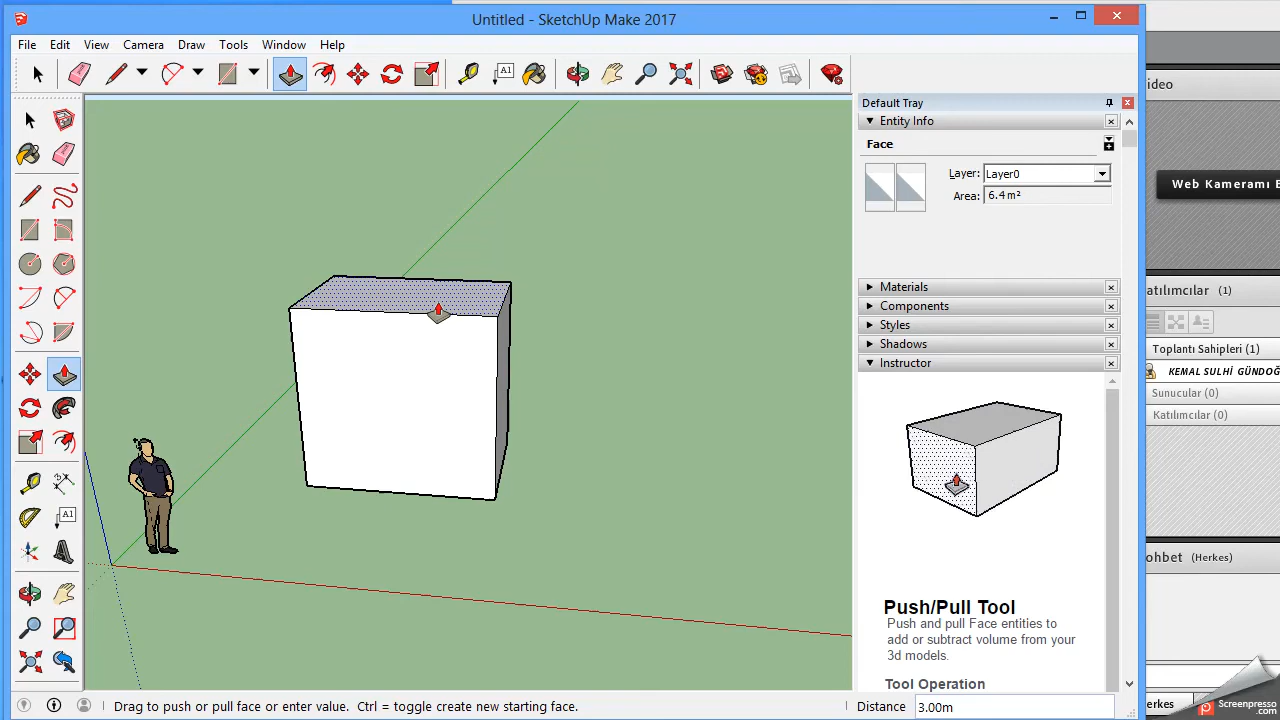 Untitled - SketchUp Make 2017
File Edit View Camera Draw Tools Window Help
A1
Default Tray
Entity Info
Face
Layer: Layer0
Area: 6.4 m²
Materials
Components
Styles
Shadows
Instructor
Push/Pull Tool
Push and pull Face entities to
add or subtract volume from your
3d models.
Tool Operation
A1
Drag to push or pull face or enter value. Ctrl = toggle create new starting face.
Distance 3.00m
ideo
Web Kameramı E
atılımcılar (1)
Toplantı Sahipleri (1)
KEMAL SULHİ GÜNDOĞ
Sunucular (0)
Katılımcılar (0)
ohbet (Herkes)
erkes
Screenpresso
.com